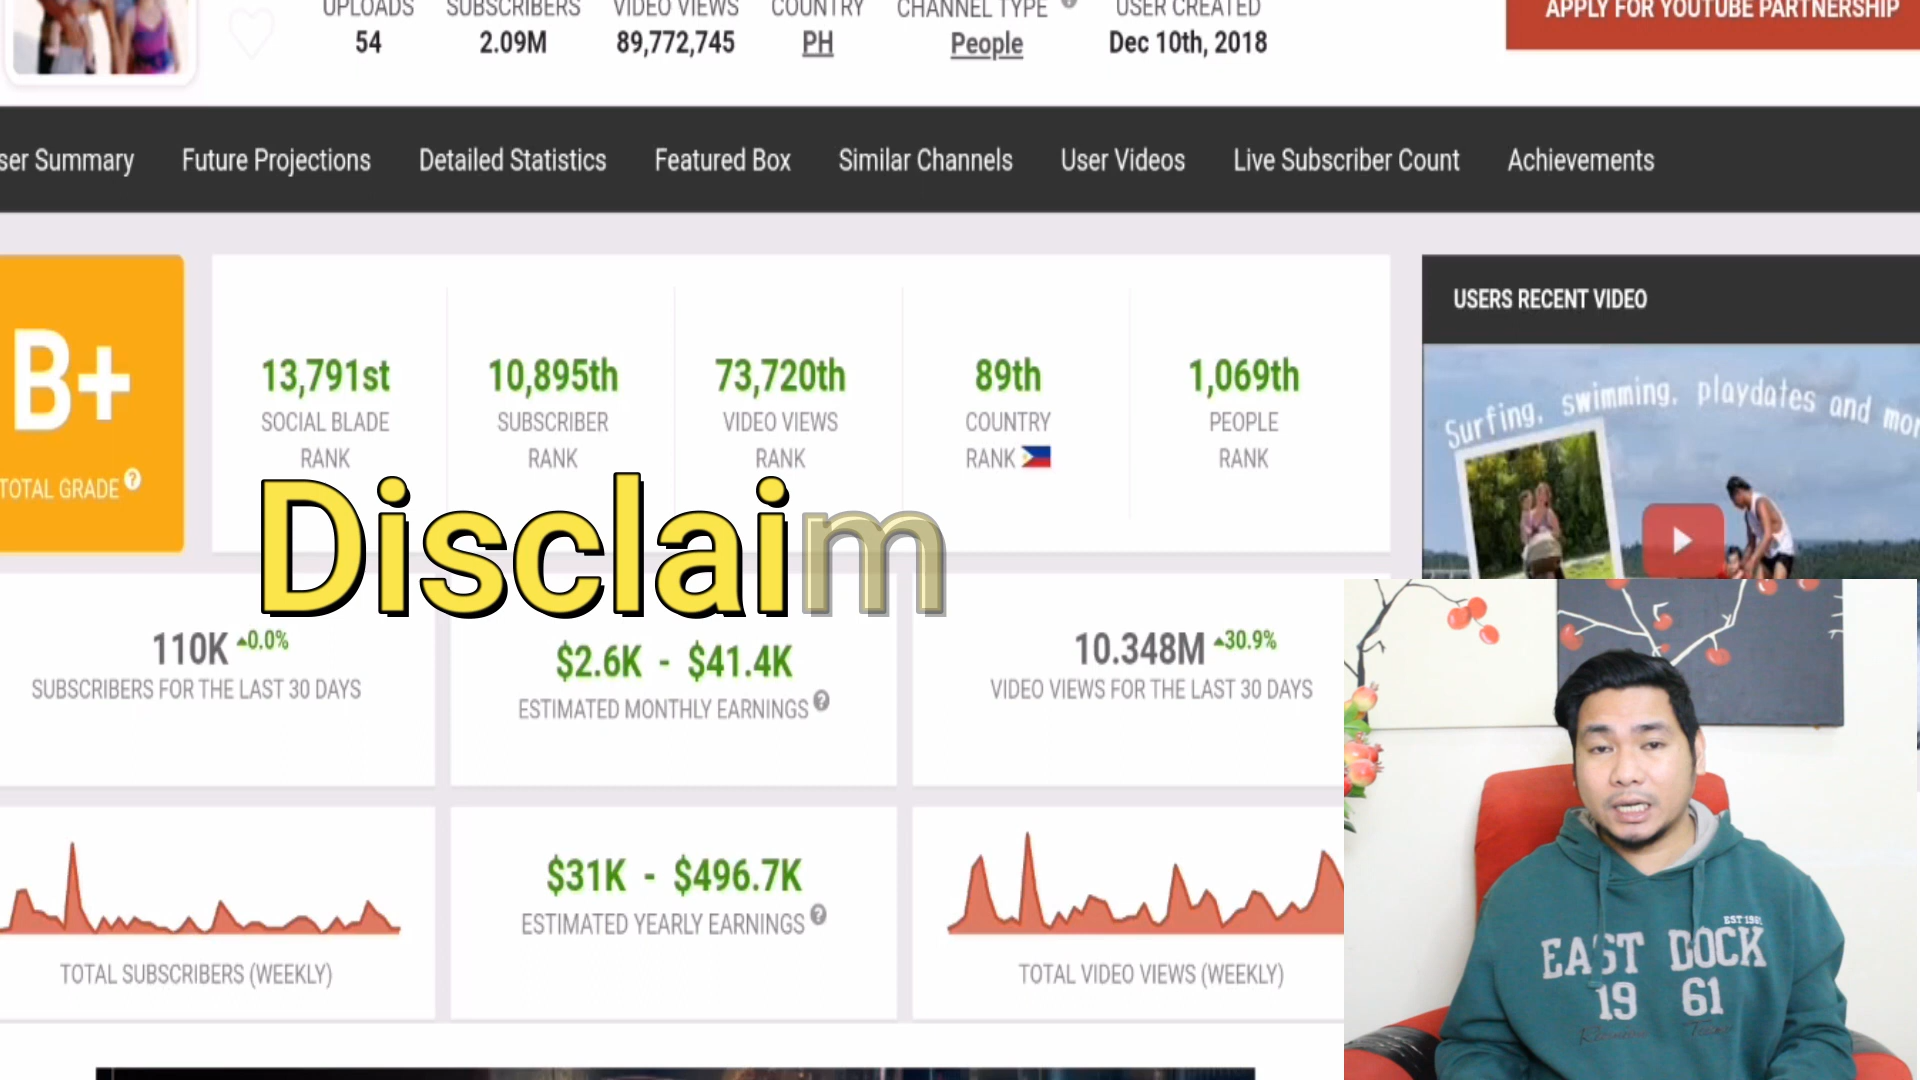 UPLOADS SUBSCRIBERS VIDEO VIEWS COUNTRY CHANNEL TYPE USER CREATED
54 2.09M 89,772,745 PH People Dec 10th, 2018
APPLY FOR YOUTUBE PARTNERSHIP
ser Summary Future Projections Detailed Statistics Featured Box Similar Channels User Videos Live Subscriber Count Achievements
B+
TOTAL GRADE ?
13,791st
SOCIAL BLADE
RANK
10,895th
SUBSCRIBER
RANK
73,720th
VIDEO VIEWS
RANK
89th
COUNTRY
RANK
1,069th
PEOPLE
RANK
USERS RECENT VIDEO
Surfing, swimming, playdates and mor
Disclaim
110K 0.0%
SUBSCRIBERS FOR THE LAST 30 DAYS
$2.6K - $41.4K
ESTIMATED MONTHLY EARNINGS ?
10.348M 30.9%
VIDEO VIEWS FOR THE LAST 30 DAYS
TOTAL SUBSCRIBERS (WEEKLY)
$31K - $496.7K
ESTIMATED YEARLY EARNINGS ?
TOTAL VIDEO VIEWS (WEEKLY)
EST 1961
EAST DOCK
19 61